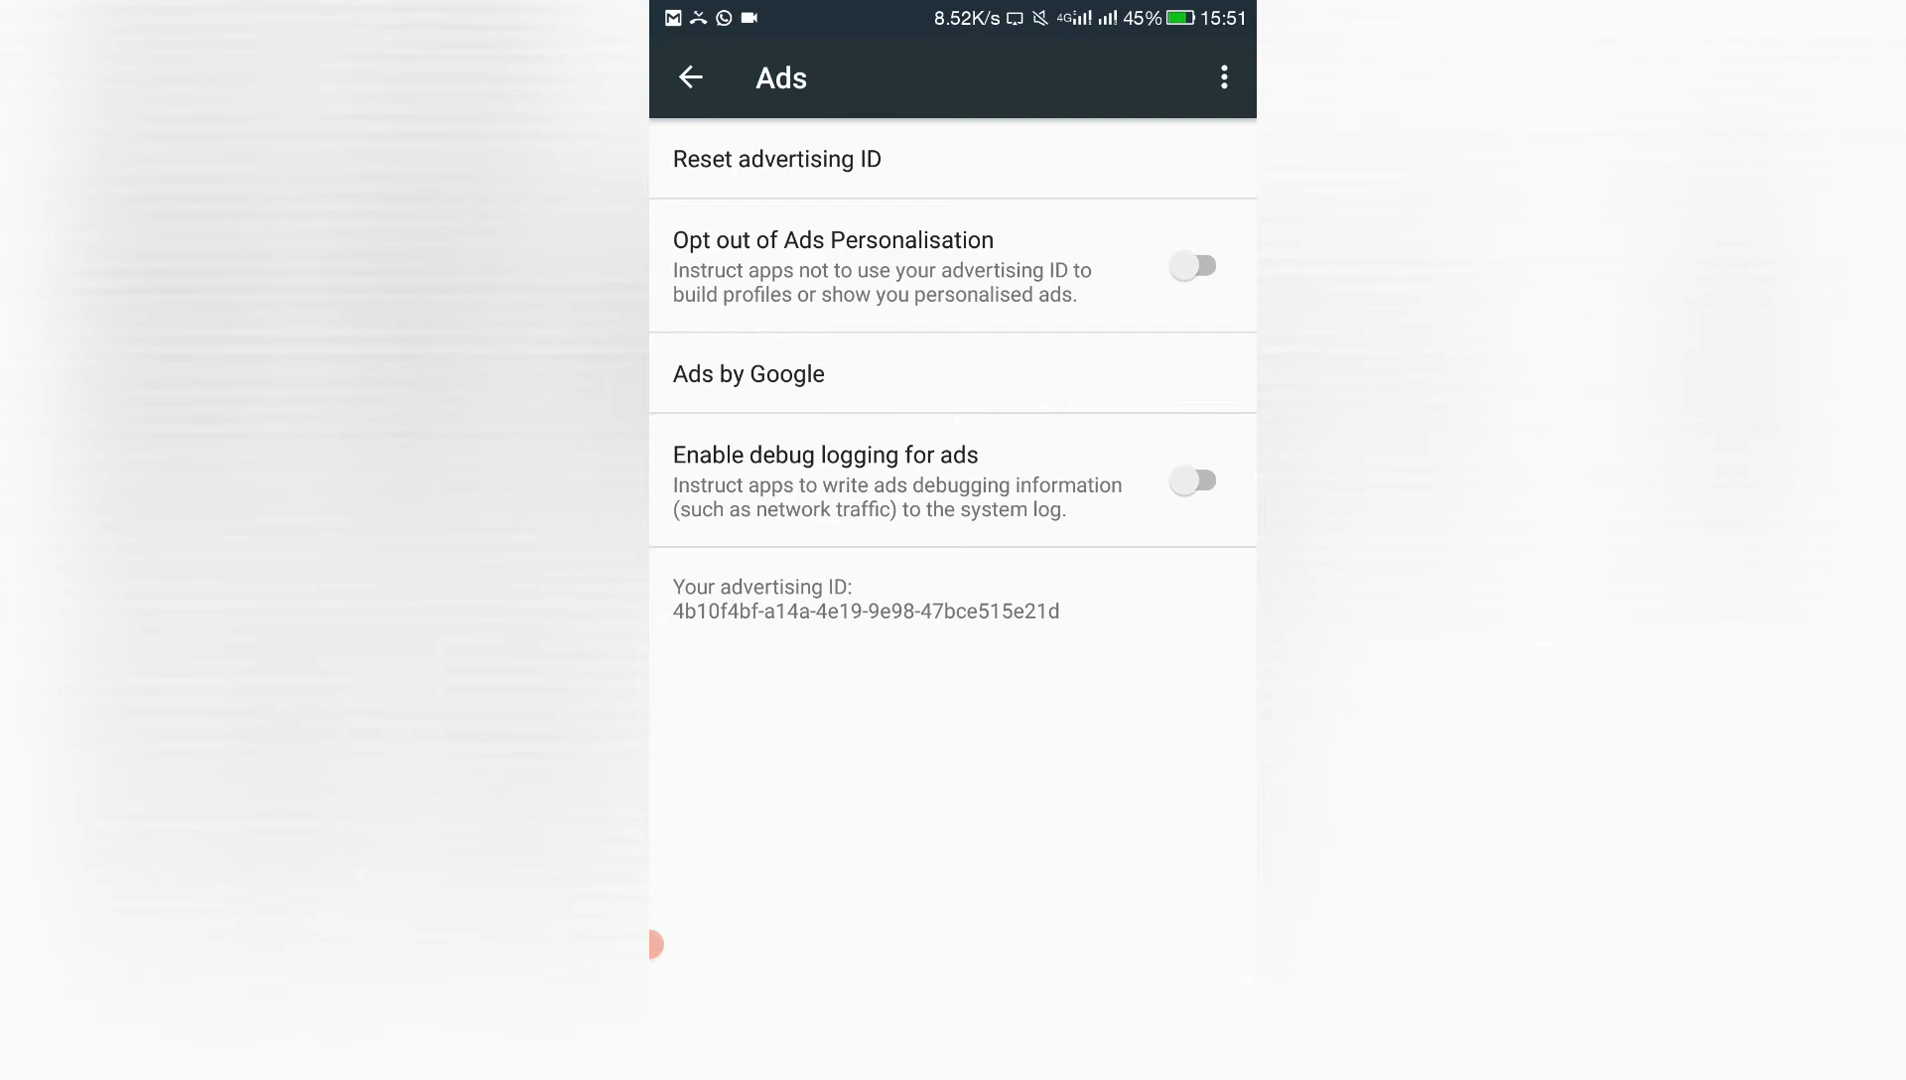 8.52K/s 4G 45% 15:51
Ads
Reset advertising ID
Opt out of Ads Personalisation
Instruct apps not to use your advertising ID to
build profiles or show you personalised ads.
Ads by Google
Enable debug logging for ads
Instruct apps to write ads debugging information
(such as network traffic) to the system log.
Your advertising ID:
4b10f4bf-a14a-4e19-9e98-47bce515e21d